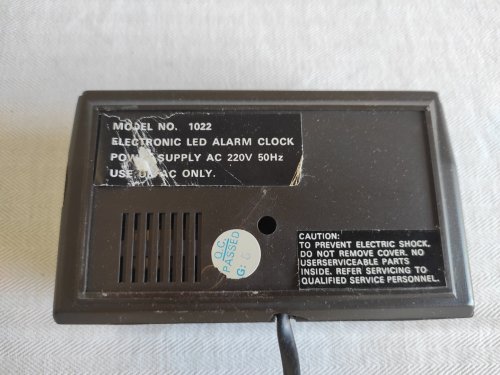 MODEL NO. 1022
ELECTRONIC LED ALARM CLOCK
POWER SUPPLY AC 220V 50Hz
USE ON AC ONLY.
Q.C.
PASSED
CAUTION:
TO PREVENT ELECTRIC SHOCK,
DO NOT REMOVE COVER. NO
USERSERVICEABLE PARTS
INSIDE. REFER SERVICING TO
QUALIFIED SERVICE PERSONNEL.